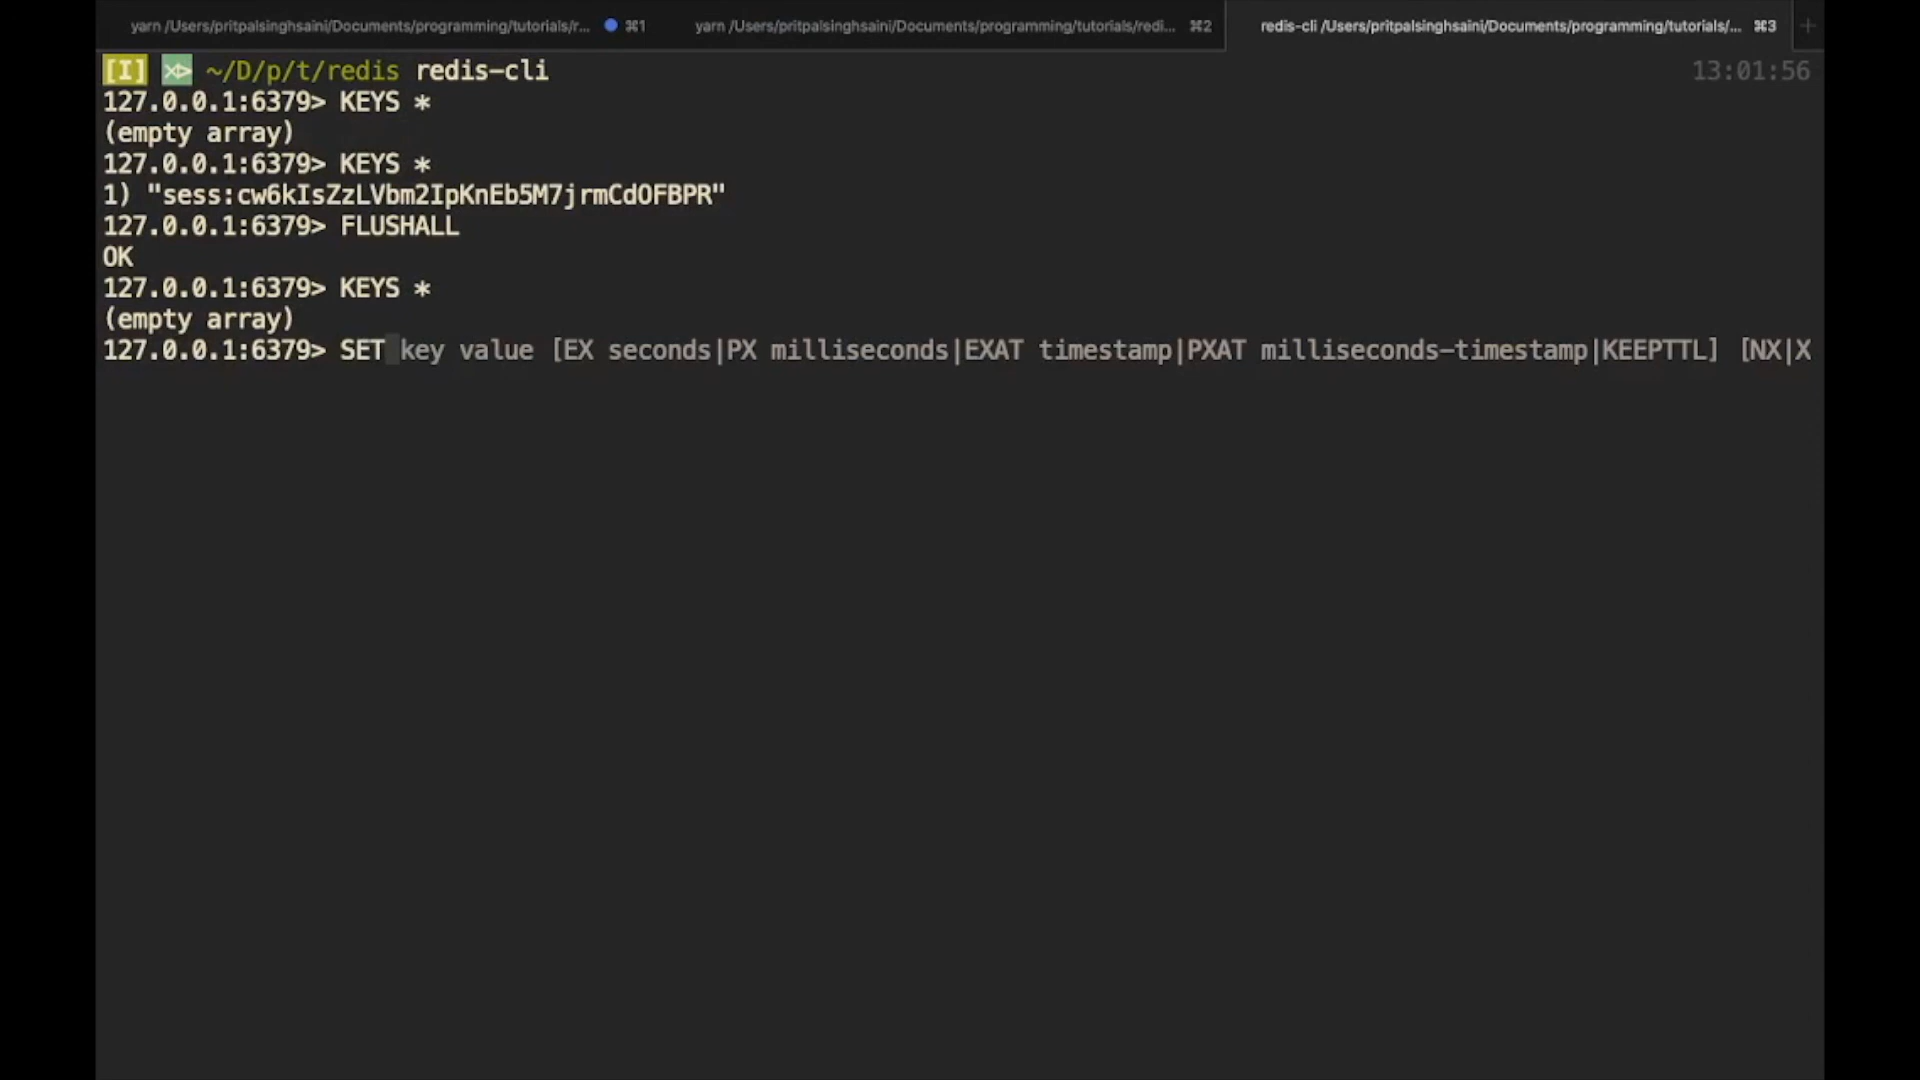 yarn /Users/pritpalsinghsaini/Documents/programming/tutorials/r... ⌘1 yarn /Users/pritpalsinghsaini/Documents/programming/tutorials/redi... ⌘2 redis-cli /Users/pritpalsinghsaini/Documents/programming/tutorials/... ⌘3 +
[I] ⋊> ~/D/p/t/redis redis-cli 13:01:56
127.0.0.1:6379> KEYS *
(empty array)
127.0.0.1:6379> KEYS *
1) "sess:cw6kIsZzLVbm2IpKnEb5M7jrmCdOFBPR"
127.0.0.1:6379> FLUSHALL
OK
127.0.0.1:6379> KEYS *
(empty array)
127.0.0.1:6379> SET key value [EX seconds|PX milliseconds|EXAT timestamp|PXAT milliseconds-timestamp|KEEPTTL] [NX|X